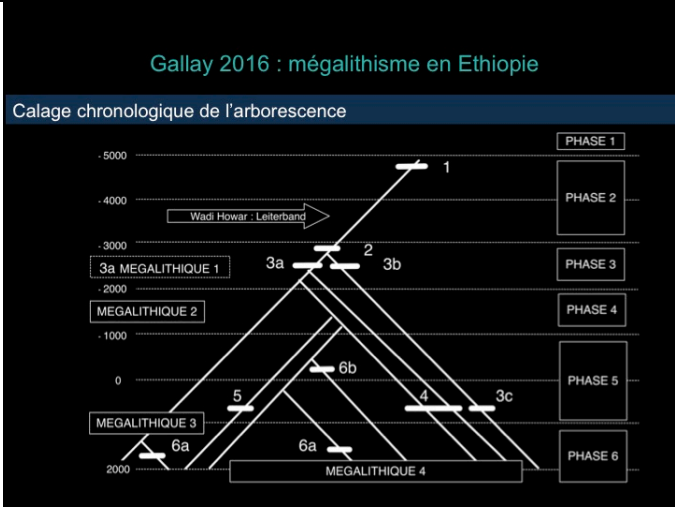 Gallay 2016 : mégalithisme en Ethiopie
Calage chronologique de l'arborescence
PHASE 1
- 5000
1
- 4000
PHASE 2
Wadi Howar : Leiterband
- 3000
2
3a MEGALITHIQUE 1
3a
3b
PHASE 3
- 2000
MEGALITHIQUE 2
PHASE 4
- 1000
6b
0
PHASE 5
5
4
3c
MEGALITHIQUE 3
6a
6a
PHASE 6
2000
MEGALITHIQUE 4